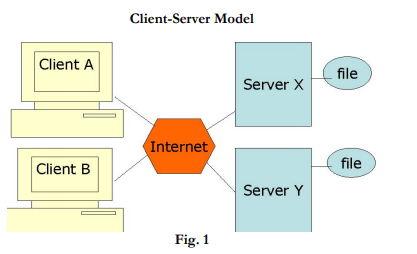 Client-Server Model
Client A
Server X
file
Internet
Client B
Server Y
file
Fig. 1